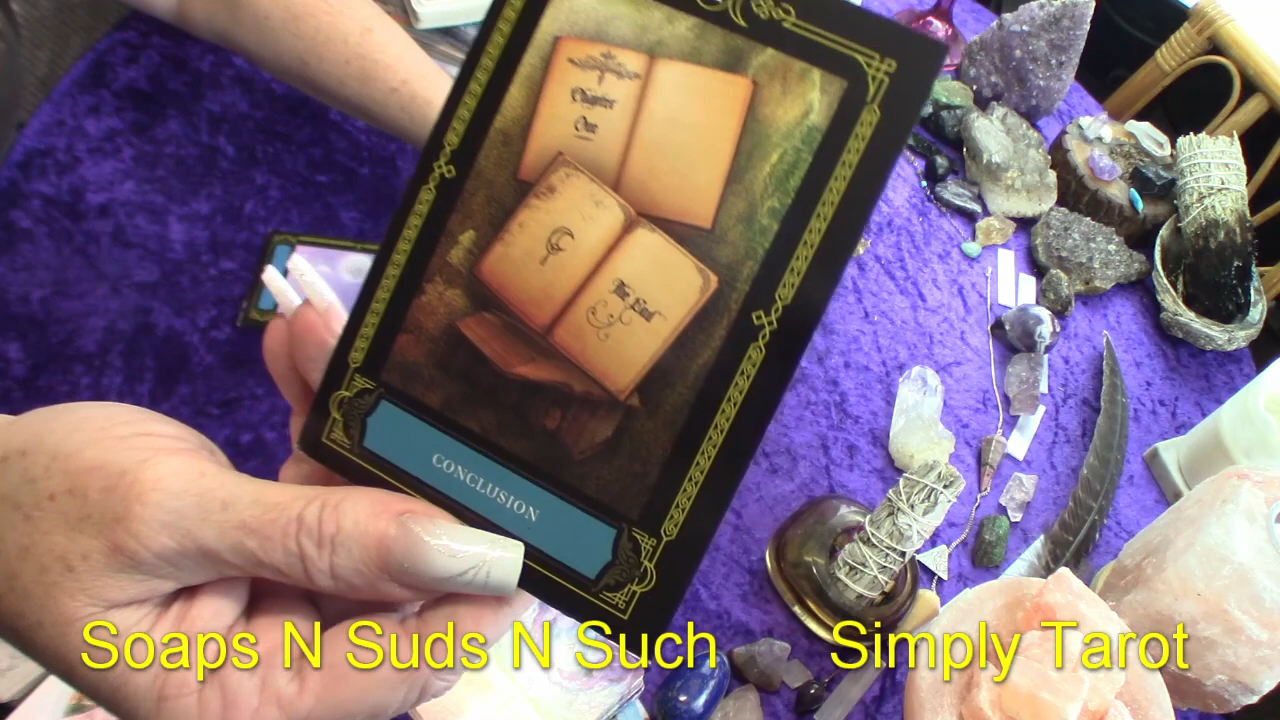 Chapter
One
The End
CONCLUSION
Soaps N Suds N Such Simply Tarot